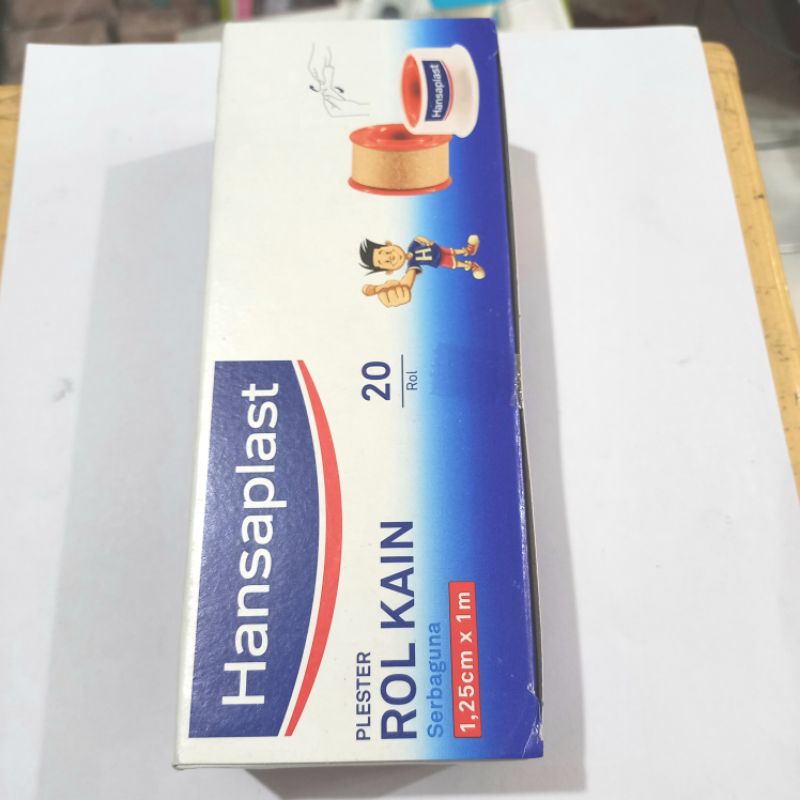 Hansaplast
PLESTER
ROL KAIN
Serbaguna
1,25cm x 1m
20
Rol
H
Hansaplast